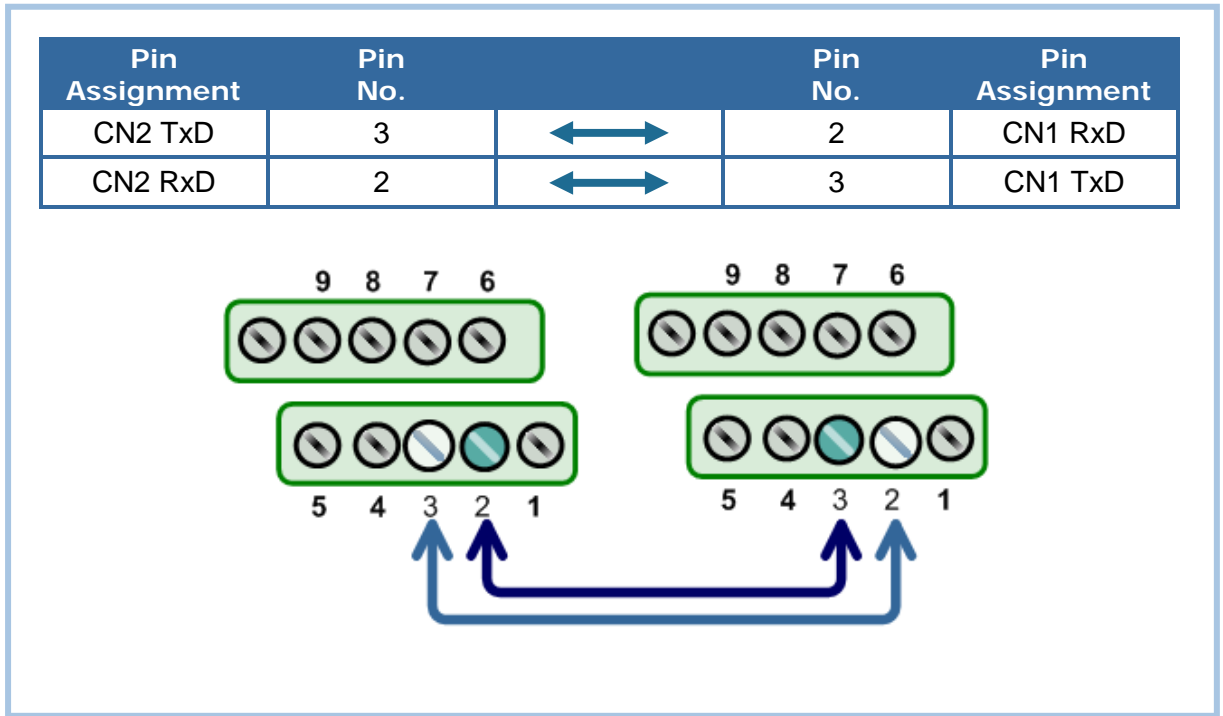 Pin Assignment Pin No. Pin No. Pin Assignment
CN2 TxD 3 2 CN1 RxD
CN2 RxD 2 3 CN1 TxD
9 8 7 6 9 8 7 6
5 4 3 2 1 5 4 3 2 1